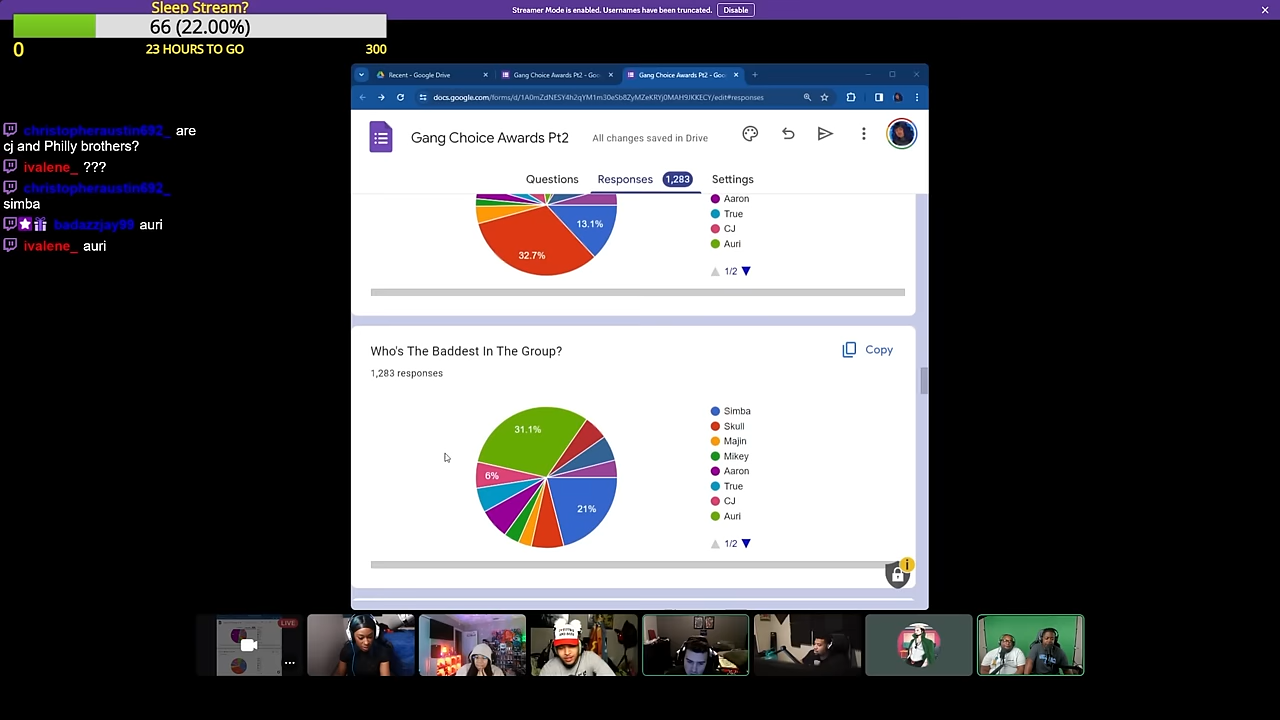 Sleep Stream?
66 (22.00%)
0
23 HOURS TO GO
300
Streamer Mode is enabled. Usernames have been truncated.
Disable
christopheraustin692_ are
cj and Philly brothers?
ivalene_ ???
christopheraustin692_
simba
badazzjay99 auri
ivalene_ auri
Recent - Google Drive
Gang Choice Awards Pt2 - Goo
Gang Choice Awards Pt2 - Goo
Gang Choice Awards Pt2
All changes saved in Drive
Questions
Responses
1,283
Settings
13.1%
32.7%
Aaron
True
CJ
Auri
1/2
Who's The Baddest In The Group?
Copy
1,283 responses
31.1%
6%
21%
Simba
Skull
Majin
Mikey
Aaron
True
CJ
Auri
1/2
LIVE